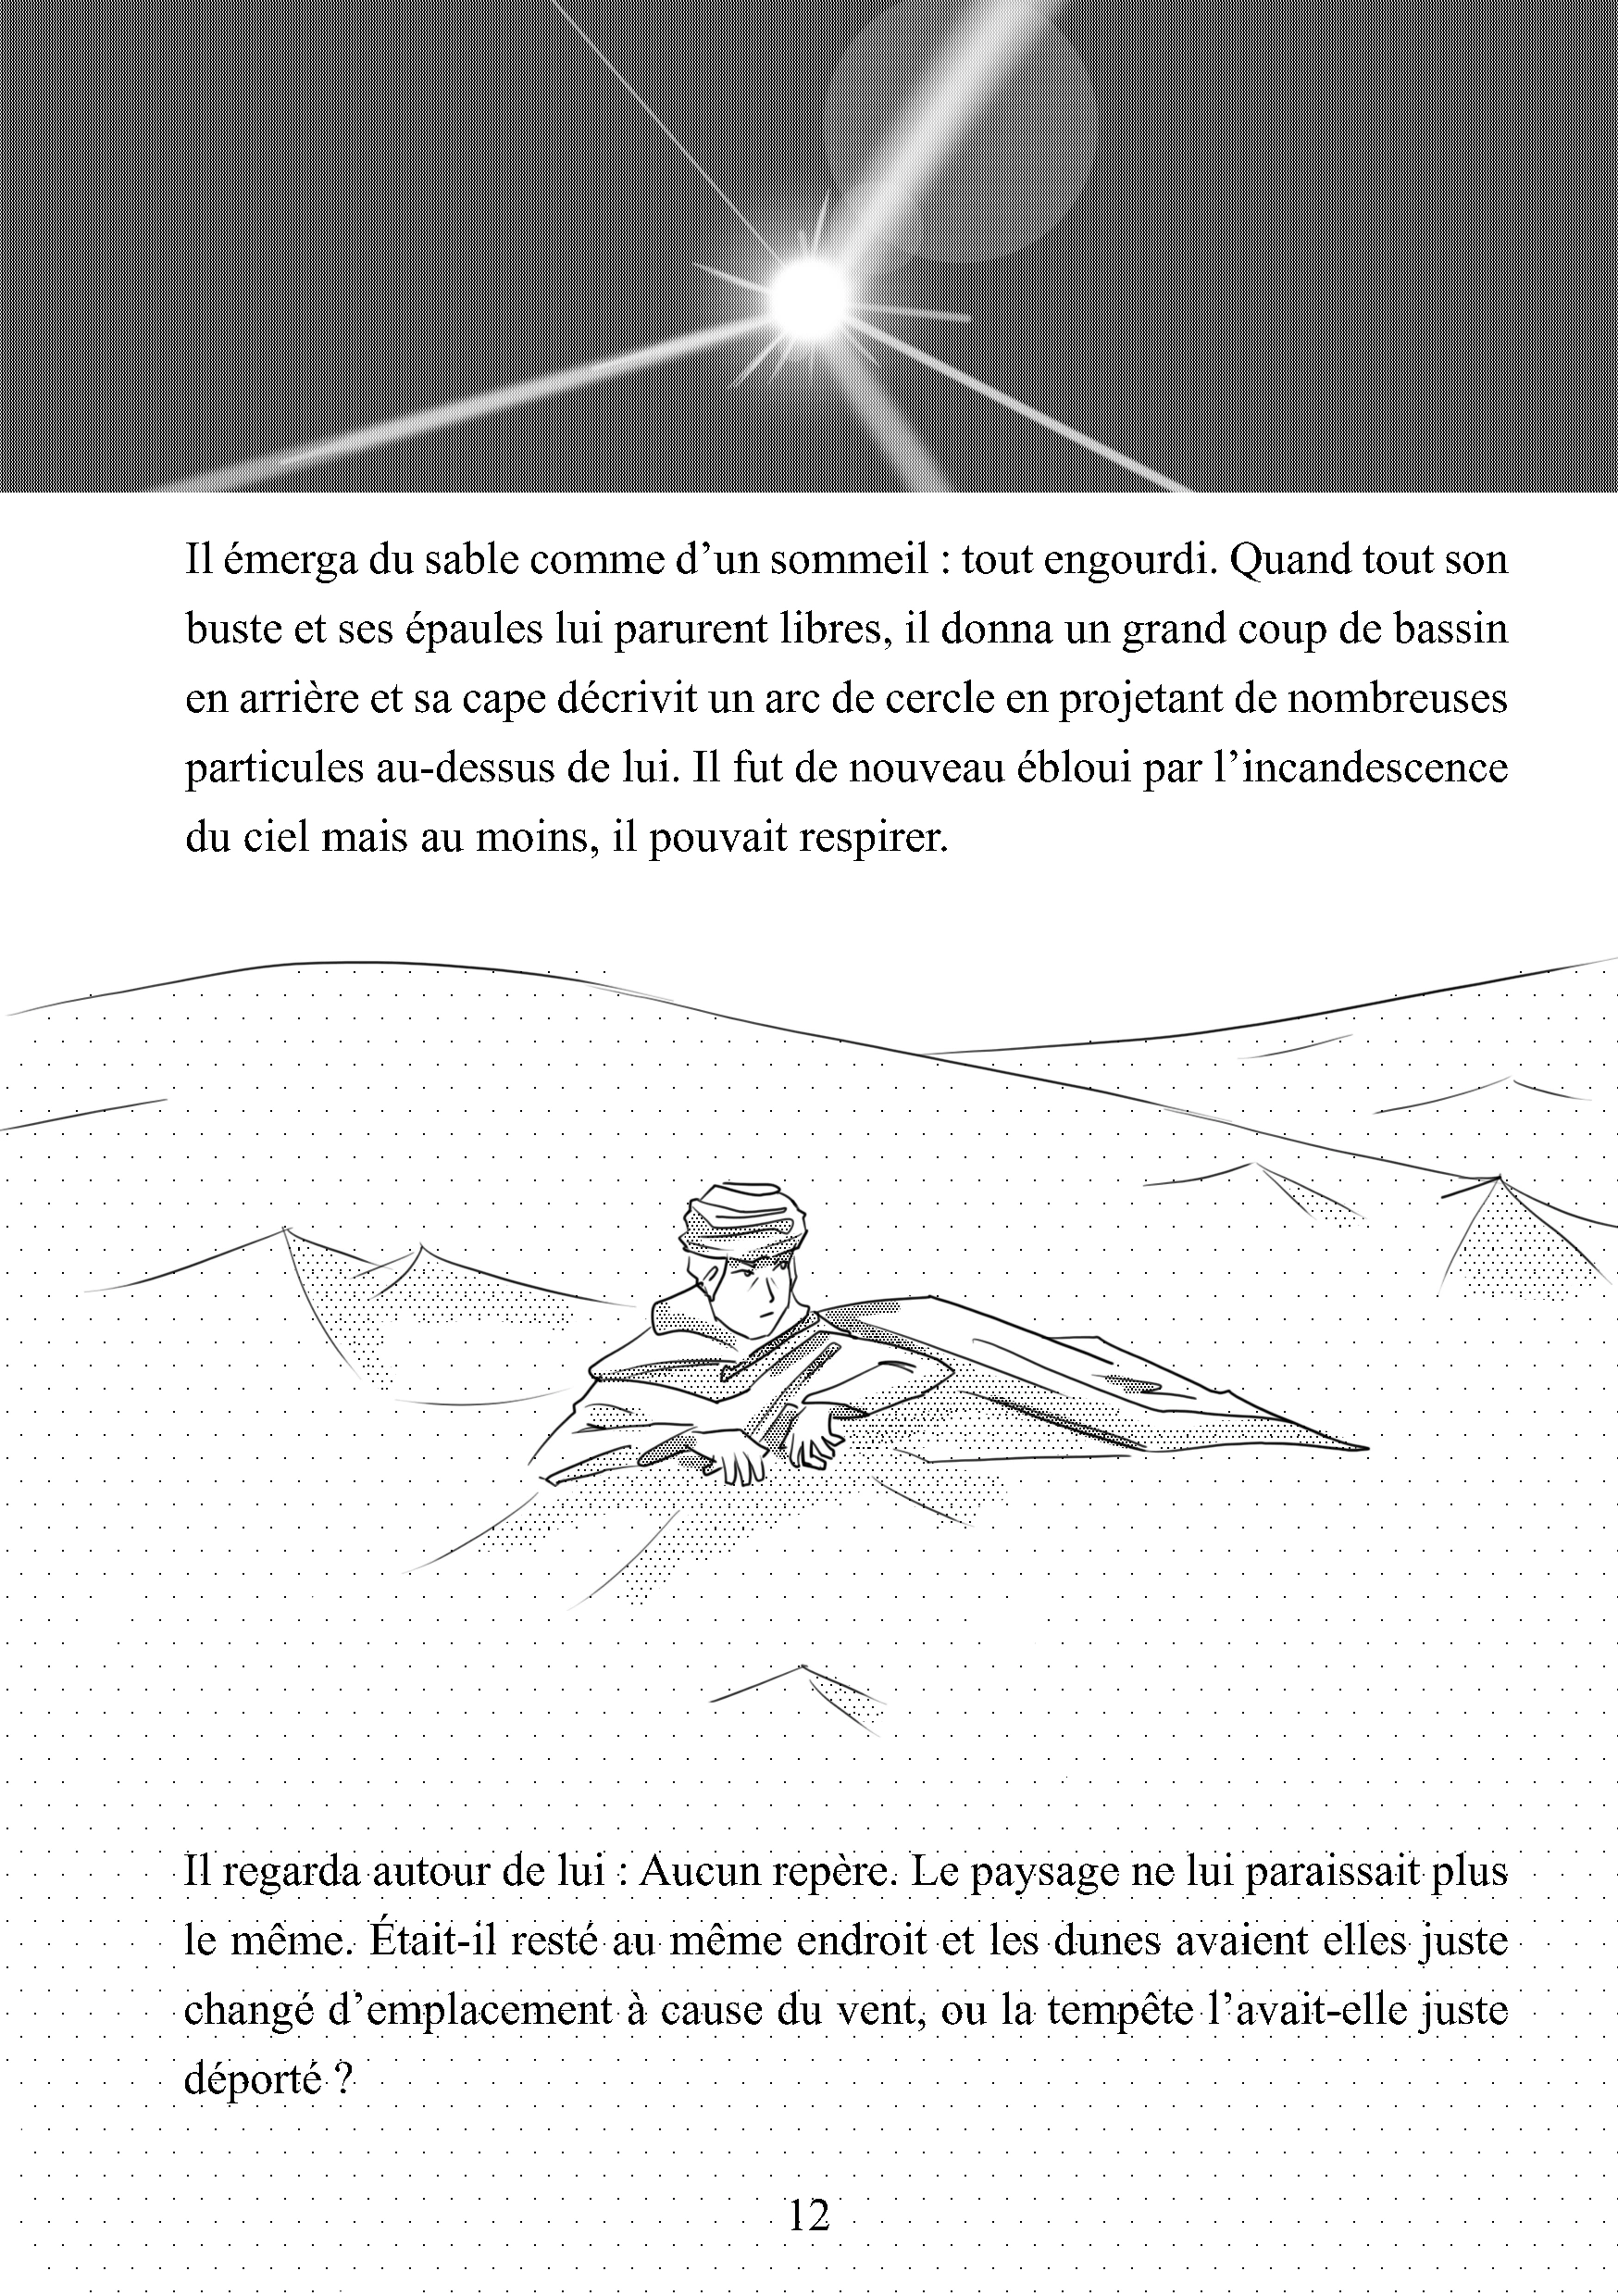 Il émerga du sable comme d’un sommeil : tout engourdi. Quand tout son
buste et ses épaules lui parurent libres, il donna un grand coup de bassin
en arrière et sa cape décrivit un arc de cercle en projetant de nombreuses
particules au-dessus de lui. Il fut de nouveau ébloui par l’incandescence
du ciel mais au moins, il pouvait respirer.
Il regarda autour de lui : Aucun repère. Le paysage ne lui paraissait plus
le même. Était-il resté au même endroit et les dunes avaient elles juste
changé d’emplacement à cause du vent, ou la tempête l’avait-elle juste
déporté ?
12